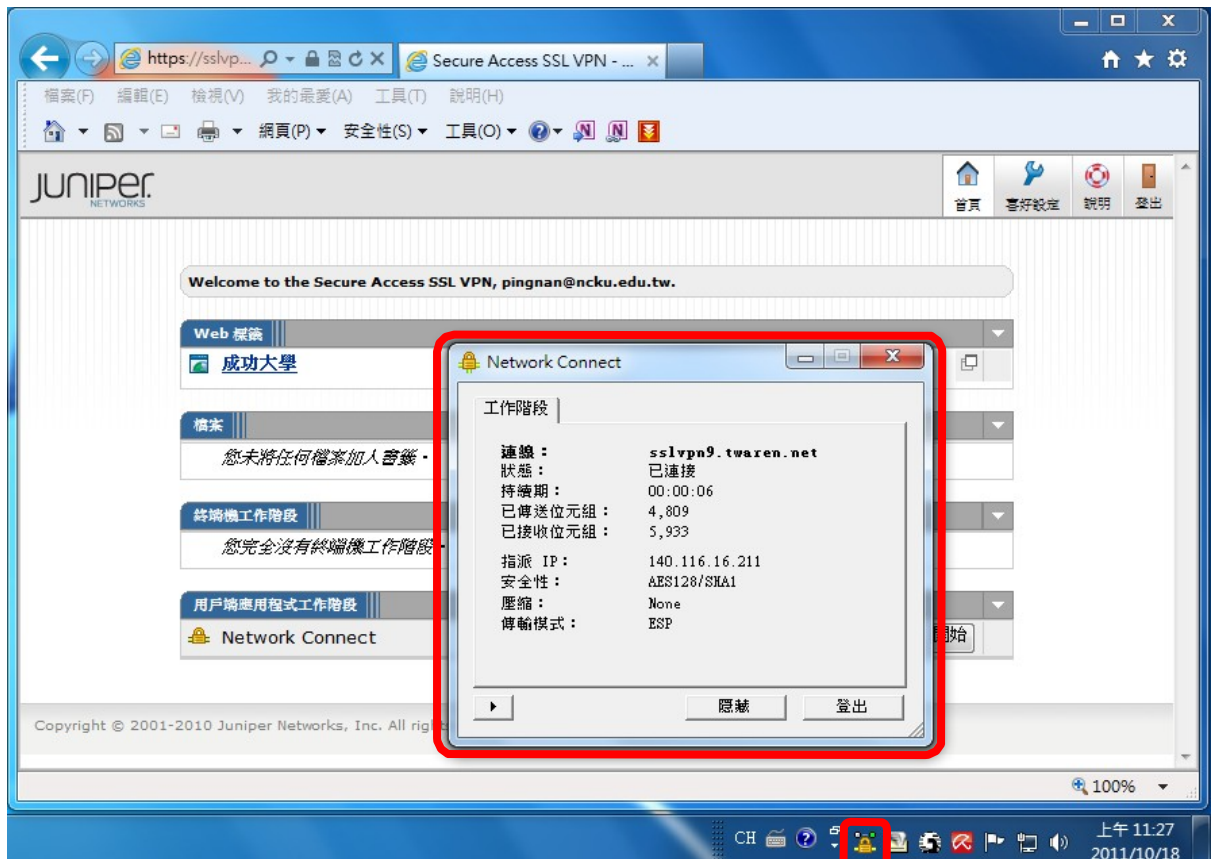 https://sslvp...
Secure Access SSL VPN - ...
檔案(F) 編輯(E) 檢視(V) 我的最愛(A) 工具(T) 說明(H)
網頁(P) 安全性(S) 工具(O)
JUNIPER
NETWORKS
首頁 喜好設定 說明 登出
Welcome to the Secure Access SSL VPN, pingnan@ncku.edu.tw.
Web 標籤
成功大學
檔案
您未將任何檔案加入書籤。
終端機工作階段
您完全沒有終端機工作階段。
用戶端應用程式工作階段
Network Connect
開始
Network Connect
工作階段
連線： sslvpn9.twaren.net
狀態： 已連接
持續期： 00:00:06
已傳送位元組： 4,809
已接收位元組： 5,933
指派 IP： 140.116.16.211
安全性： AES128/SHA1
壓縮： None
傳輸模式： ESP
隱藏 登出
Copyright © 2001-2010 Juniper Networks, Inc. All
100%
CH
上午 11:27
2011/10/18